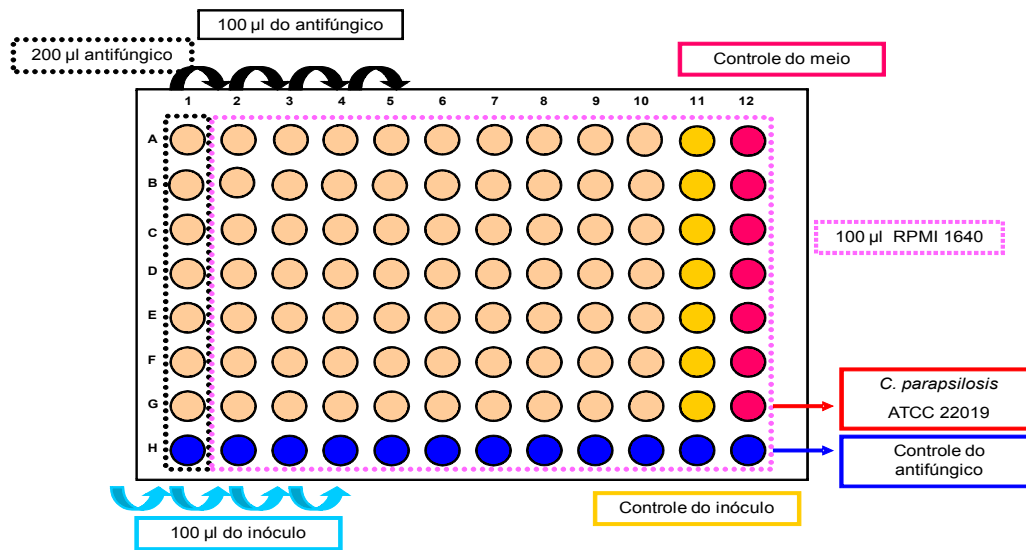 100 µl do antifúngico
200 µl antifúngico
Controle do meio
1 2 3 4 5 6 7 8 9 10 11 12
A
B
C
100 µl RPMI 1640
D
E
F
G
C. parapsilosis
ATCC 22019
H
Controle do
antifúngico
Controle do inóculo
100 µl do inóculo